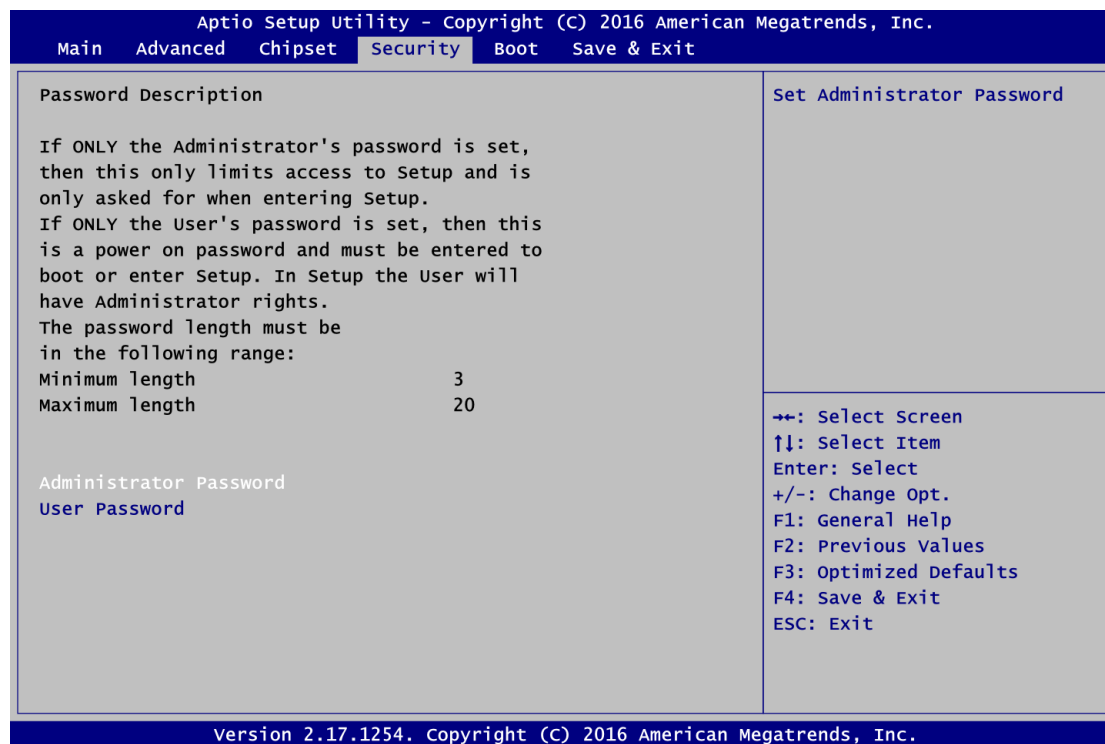 Aptio Setup Utility - Copyright (C) 2016 American Megatrends, Inc.
Main Advanced Chipset Security Boot Save & Exit
Password Description
If ONLY the Administrator's password is set,
then this only limits access to Setup and is
only asked for when entering Setup.
If ONLY the User's password is set, then this
is a power on password and must be entered to
boot or enter Setup. In Setup the User will
have Administrator rights.
The password length must be
in the following range:
Minimum length 3
Maximum length 20
Administrator Password
User Password
Set Administrator Password
→←: Select Screen
↑↓: Select Item
Enter: Select
+/-: Change Opt.
F1: General Help
F2: Previous Values
F3: Optimized Defaults
F4: Save & Exit
ESC: Exit
Version 2.17.1254. Copyright (C) 2016 American Megatrends, Inc.